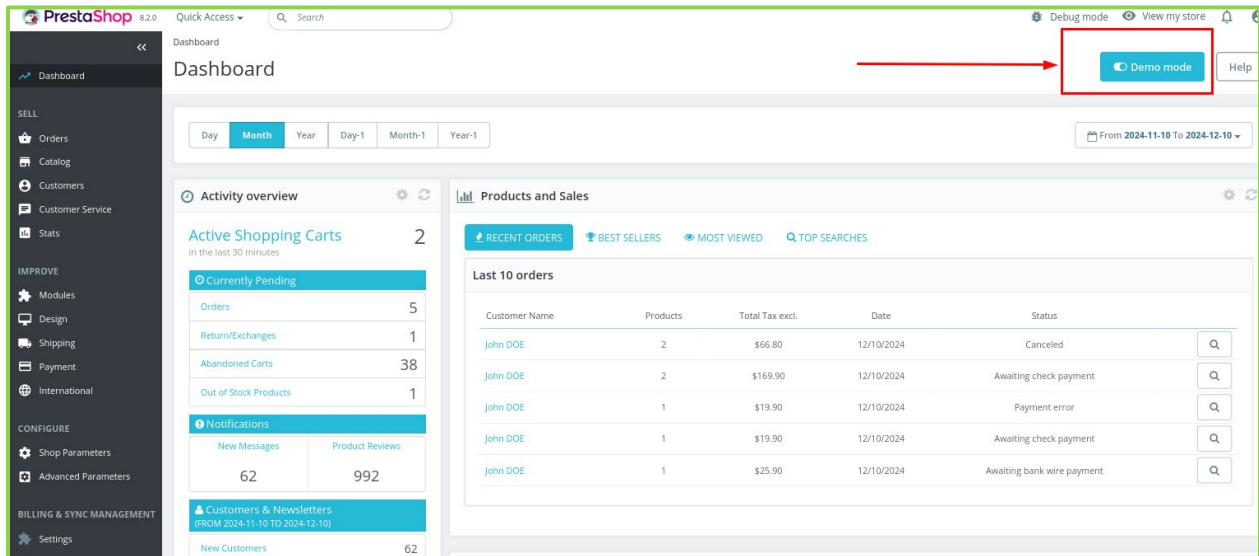 PrestaShop 8.2.0 Quick Access Search Debug mode View my store
Dashboard
Dashboard
Demo mode Help
Dashboard
SELL
Orders
Catalog
Customers
Customer Service
Stats
IMPROVE
Modules
Design
Shipping
Payment
International
CONFIGURE
Shop Parameters
Advanced Parameters
BILLING & SYNC MANAGEMENT
Settings
Day Month Year Day-1 Month-1 Year-1
From 2024-11-10 To 2024-12-10
Activity overview
Active Shopping Carts 2
in the last 30 minutes
Currently Pending
Orders 5
Return/Exchanges 1
Abandoned Carts 38
Out of Stock Products 1
Notifications
New Messages Product Reviews
62 992
Customers & Newsletters
(FROM 2024-11-10 TO 2024-12-10)
New Customers 62
Products and Sales
RECENT ORDERS BEST SELLERS MOST VIEWED TOP SEARCHES
Last 10 orders
Customer Name Products Total Tax excl. Date Status
John DOE 2 $66.80 12/10/2024 Canceled
John DOE 2 $169.90 12/10/2024 Awaiting check payment
John DOE 1 $19.90 12/10/2024 Payment error
John DOE 1 $19.90 12/10/2024 Awaiting check payment
John DOE 1 $25.90 12/10/2024 Awaiting bank wire payment